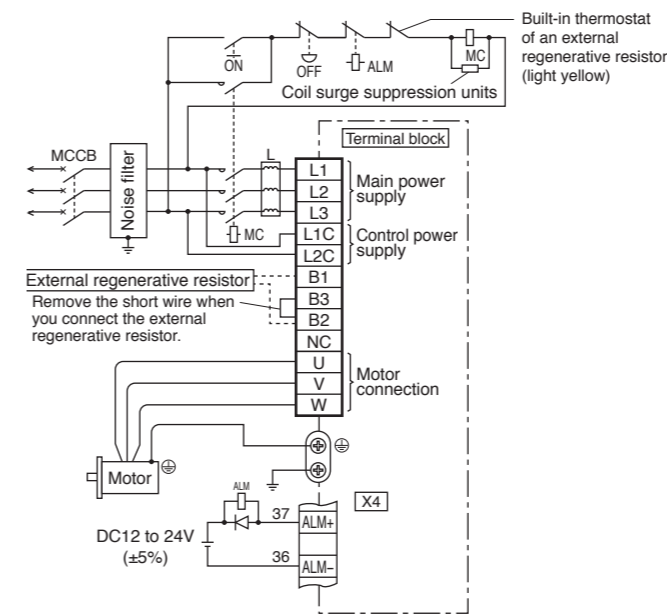 Built-in thermostat
of an external
regenerative resistor
(light yellow)
ON
OFF
ALM
MC
Coil surge suppression units
Terminal block
MCCB
Noise filter
L
MC
L1
L2
L3
Main power
supply
L1C
L2C
Control power
supply
External regenerative resistor
Remove the short wire when
you connect the external
regenerative resistor.
B1
B3
B2
NC
U
V
W
Motor
connection
Motor
ALM
X4
DC12 to 24V
(±5%)
37
ALM+
36
ALM−